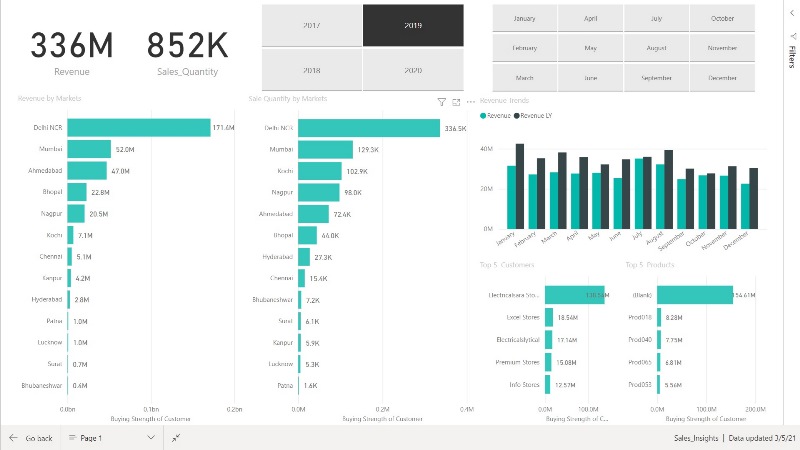 336M
Revenue
852K
Sales_Quantity
2017
2019
2018
2020
January
April
July
October
February
May
August
November
March
June
September
December
Filters
Revenue by Markets
Delhi NCR 171.6M
Mumbai 52.0M
Ahmedabad 47.0M
Bhopal 22.8M
Nagpur 20.5M
Kochi 7.1M
Chennai 5.1M
Kanpur 4.2M
Hyderabad 2.8M
Patna 1.0M
Lucknow 1.0M
Surat 0.7M
Bhubaneshwar 0.4M
0.0bn 0.1bn 0.2bn
Buying Strength of Customer
Sale Quantity by Markets
Delhi NCR 336.5K
Mumbai 129.3K
Kochi 102.9K
Nagpur 98.0K
Ahmedabad 72.4K
Bhopal 44.0K
Hyderabad 27.3K
Chennai 15.4K
Bhubaneshwar 7.2K
Surat 6.1K
Kanpur 5.9K
Lucknow 5.3K
Patna 1.6K
0.0M 0.2M 0.4M
Buying Strength of Customer
Revenue Trends
Revenue Revenue LY
40M
20M
0M
January February March April May June July August September October November December
Top 5 Customers
Electricalsara Sto...
Excel Stores 18.54M
Electricalslytical 17.14M
Premium Stores 15.08M
Info Stores 12.57M
0.0M 100.0M
Buying Strength of C...
Top 5 Products
(Blank) 154.61M
Prod018 8.28M
Prod040 7.75M
Prod065 6.81M
Prod053 5.56M
0.0M 100.0M 200.0M
Buying Strength of Customer
Go back
Page 1
Sales_Insights | Data updated 3/5/21